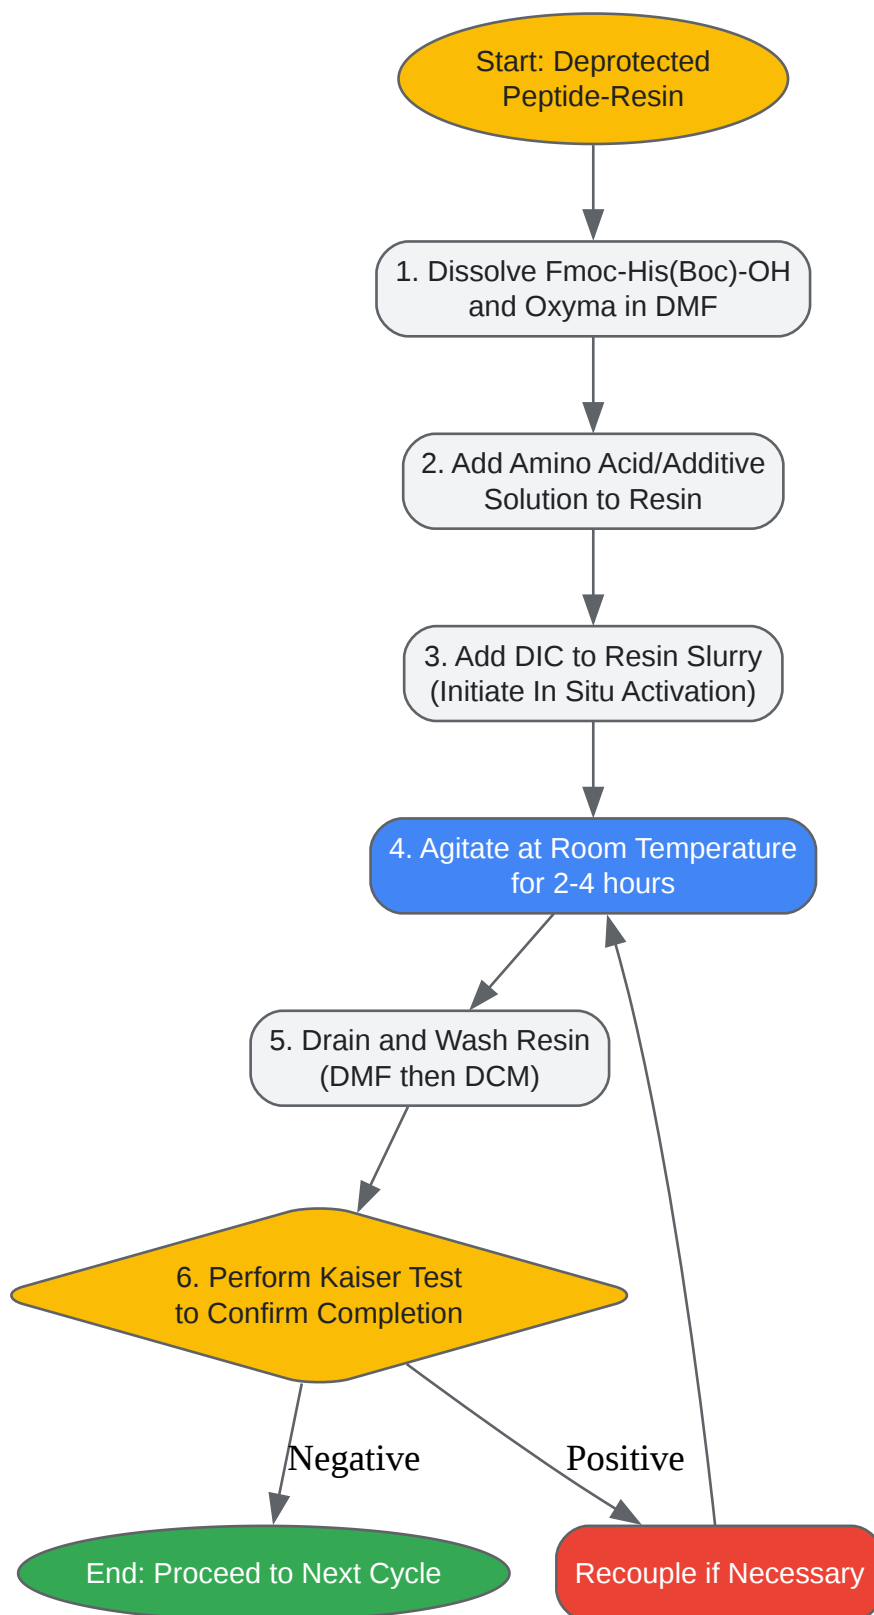 Start: Deprotected
Peptide-Resin
1. Dissolve Fmoc-His(Boc)-OH
and Oxyma in DMF
2. Add Amino Acid/Additive
Solution to Resin
3. Add DIC to Resin Slurry
(Initiate In Situ Activation)
4. Agitate at Room Temperature
for 2-4 hours
5. Drain and Wash Resin
(DMF then DCM)
6. Perform Kaiser Test
to Confirm Completion
Negative
Positive
End: Proceed to Next Cycle
Recouple if Necessary